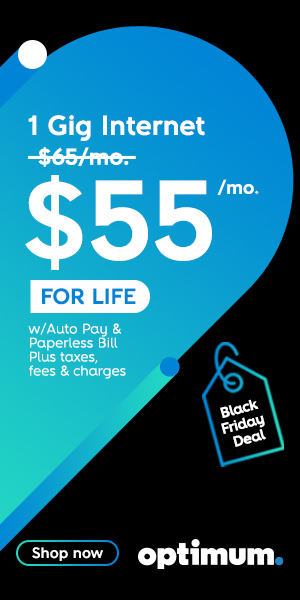 1 Gig Internet
$65/mo.
$55 /mo.
FOR LIFE
w/Auto Pay &
Paperless Bill
Plus taxes,
fees & charges
Black
Friday
Deal
Shop now
optimum.